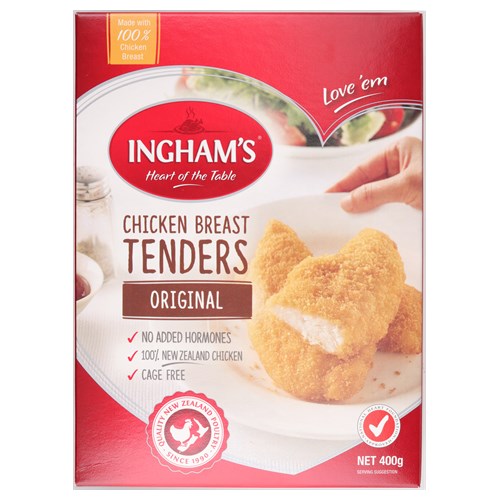 Made with
100%
Chicken
Breast
Love 'em
INGHAM'S®
Heart of the Table
CHICKEN BREAST
TENDERS
ORIGINAL
✓ NO ADDED HORMONES
✓ 100% NEW ZEALAND CHICKEN
✓ CAGE FREE
QUALITY NEW ZEALAND POULTRY
• SINCE 1990 •
NET 400g
SERVING SUGGESTION